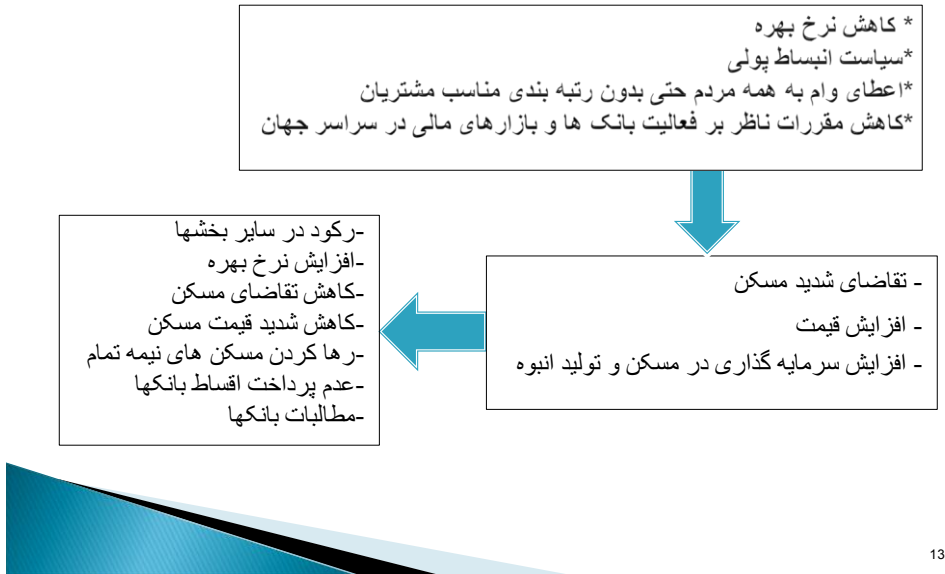 * کاهش نرخ بهره
*سیاست انبساط پولی
*اعطای وام به همه مردم حتی بدون رتبه بندی مناسب مشتریان
*کاهش مقررات ناظر بر فعالیت بانک ها و بازارهای مالی در سراسر جهان
- تقاضای شدید مسکن
- افزایش قیمت
- افزایش سرمایه گذاری در مسکن و تولید انبوه
-رکود در سایر بخشها
-افزایش نرخ بهره
-کاهش تقاضای مسکن
-کاهش شدید قیمت مسکن
-رها کردن مسکن های نیمه تمام
-عدم پرداخت اقساط بانکها
-مطالبات بانکها
13